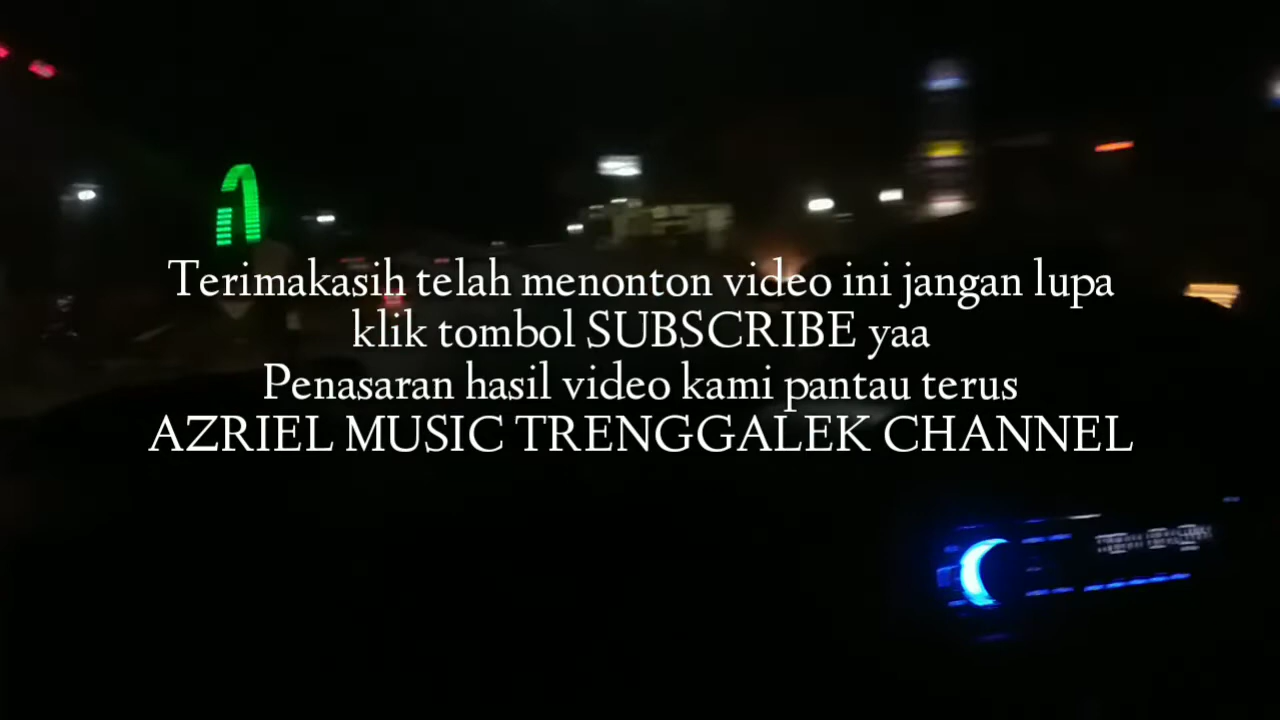 Terimakasih telah menonton video ini jangan lupa
klik tombol SUBSCRIBE yaa
Penasaran hasil video kami pantau terus
AZRIEL MUSIC TRENGGALEK CHANNEL